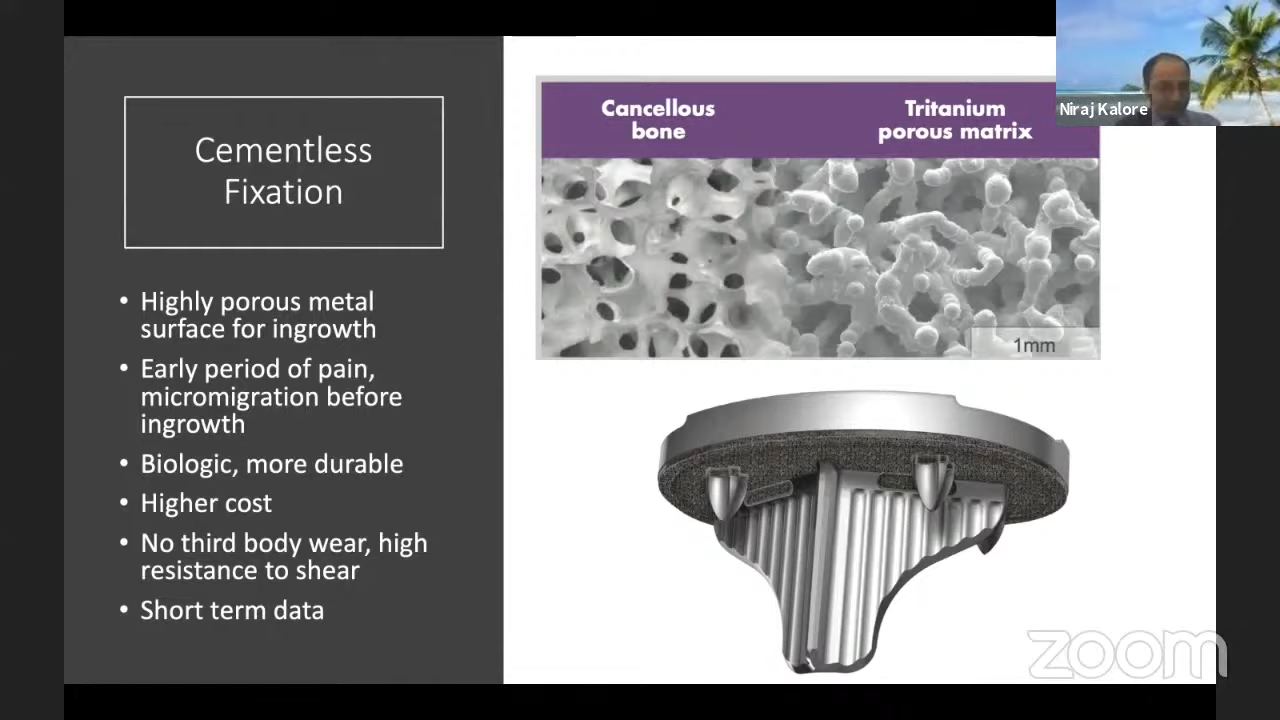 Cementless
Fixation
• Highly porous metal
surface for ingrowth
• Early period of pain,
micromigration before
ingrowth
• Biologic, more durable
• Higher cost
• No third body wear, high
resistance to shear
• Short term data
Cancellous
bone
Tritanium
porous matrix
1mm
Niraj Kalore
zoom